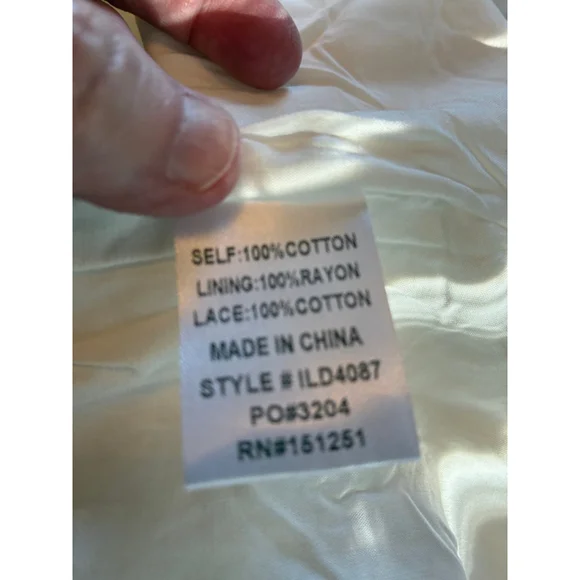 SELF:100%COTTON
LINING:100%RAYON
LACE:100%COTTON
MADE IN CHINA
STYLE # ILD4087
PO#3204
RN#151251